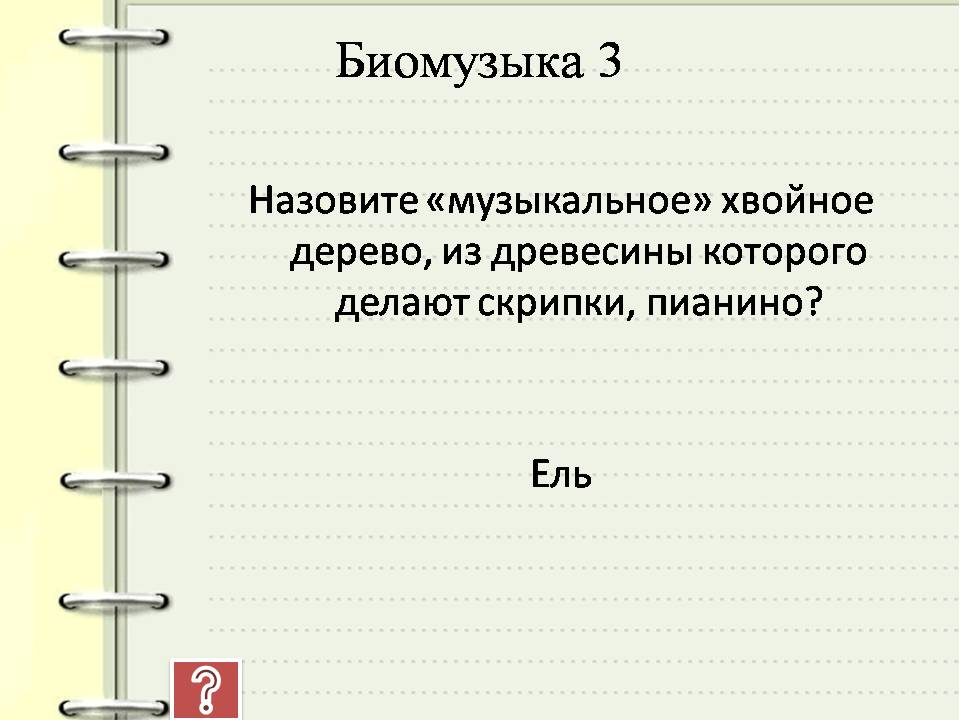 Биомузыка 3
Назовите «музыкальное» хвойное
дерево, из древесины которого
делают скрипки, пианино?
Ель
?